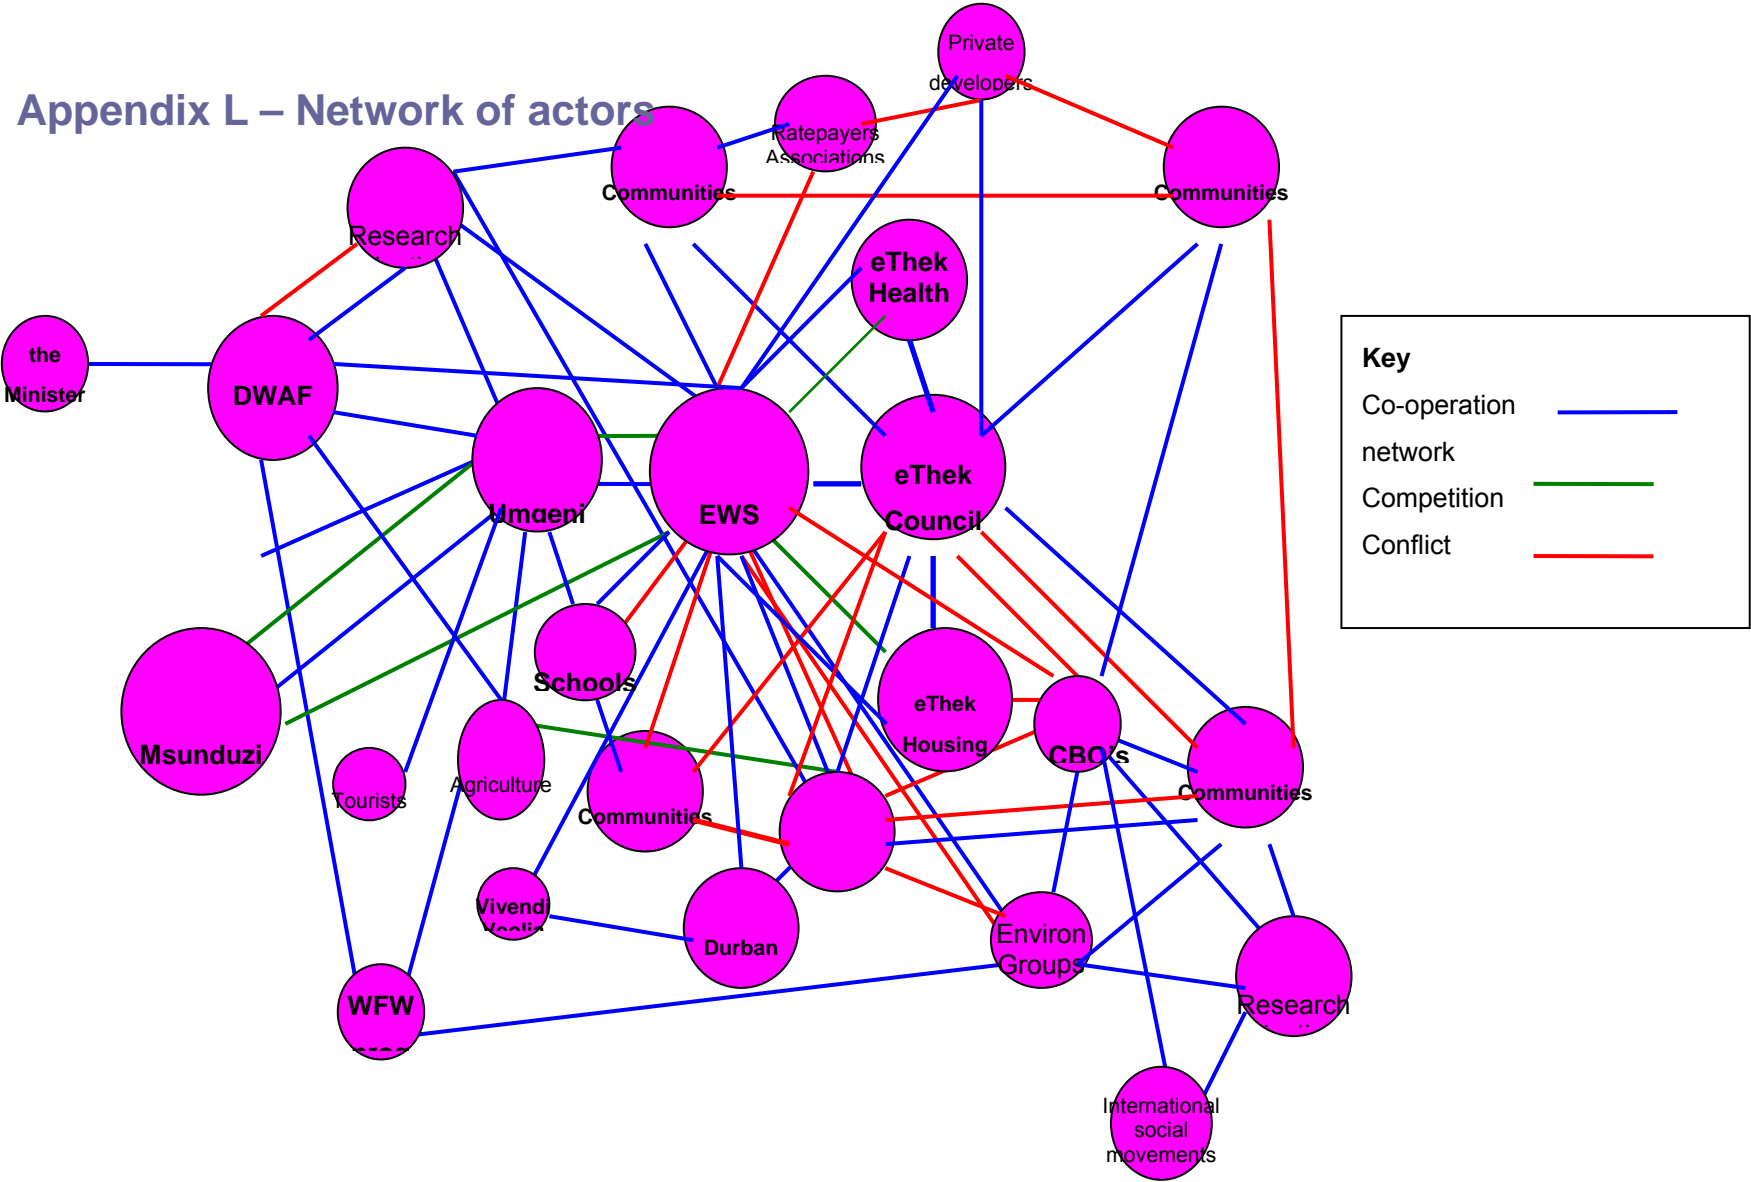 Private
developers
Appendix L – Network of actors
Ratepayers
Associations
Communities
Communities
Research
eThek
Health
the
Minister
DWAF
Key
Co-operation
network
Competition
Conflict
eThek
Council
Umgeni
EWS
Schools
eThek
Housing
Msunduzi
CBO's
Tourists
Agriculture
Communities
Communities
Vivendi
Durban
Environ
Groups
WFW
Research
International
social
movements